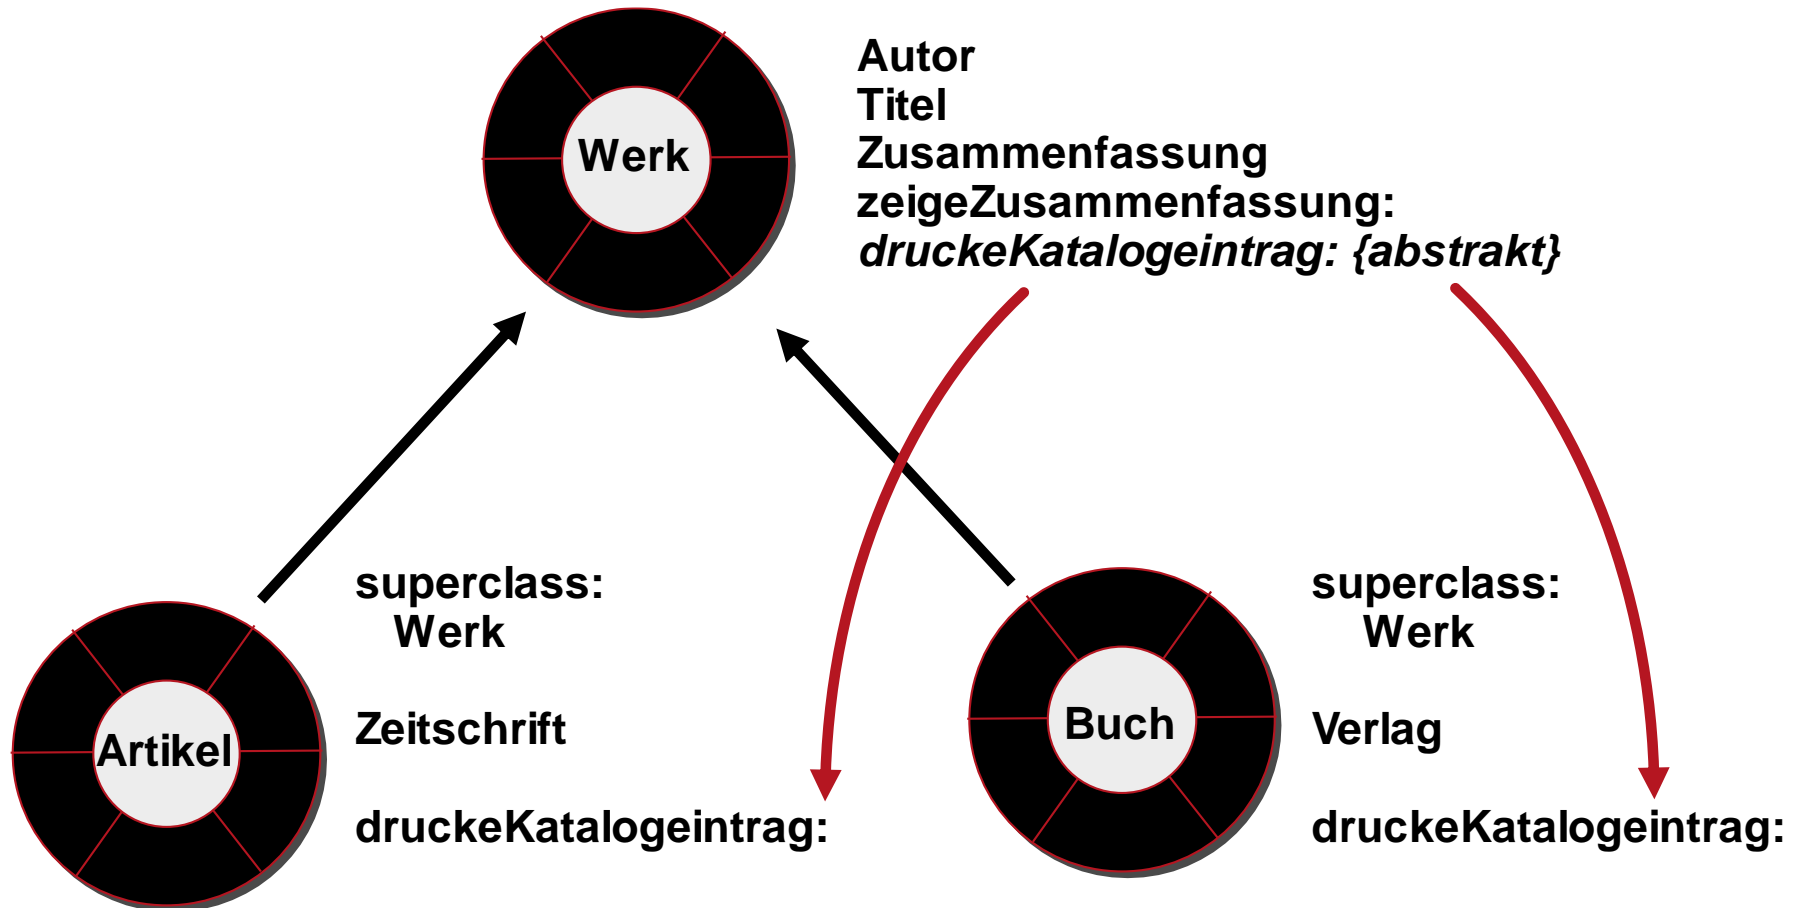 Werk
Autor
Titel
Zusammenfassung
zeigeZusammenfassung:
druckeKatalogeintrag: {abstrakt}
Artikel
superclass:
Werk
Zeitschrift
druckeKatalogeintrag:
Buch
superclass:
Werk
Verlag
druckeKatalogeintrag: